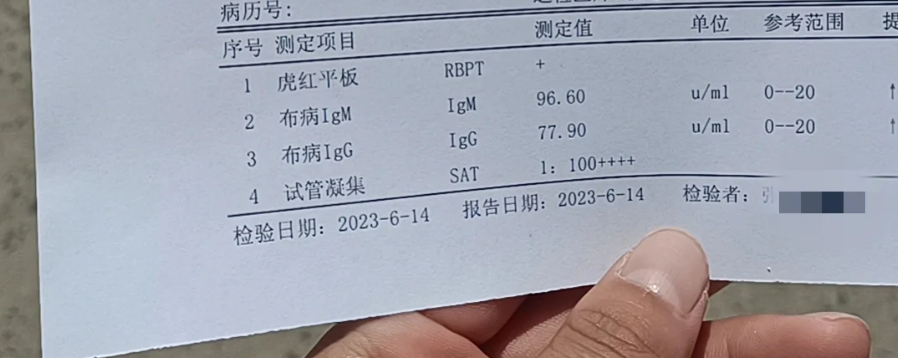 病历号:
序号 测定项目 测定值 单位 参考范围
1 虎红平板 RBPT +
2 布病IgM IgM 96.60 u/ml 0--20 ↑
3 布病IgG IgG 77.90 u/ml 0--20 ↑
4 试管凝集 SAT 1: 100++++
检验日期: 2023-6-14 报告日期: 2023-6-14 检验者: